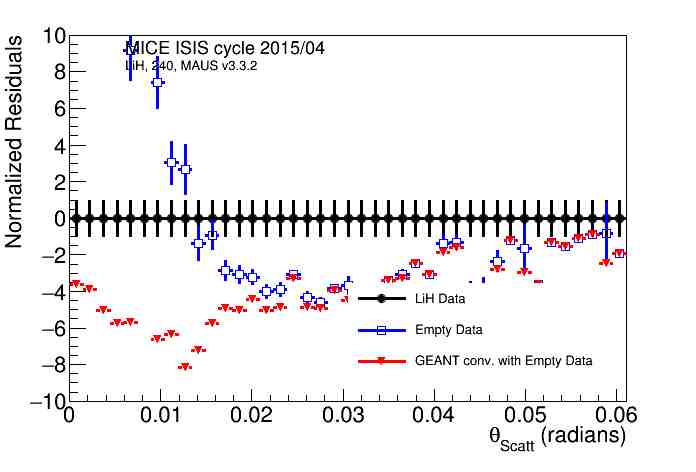 MICE ISIS cycle 2015/04
LiH, 240, MAUS v3.3.2
Normalized Residuals
10
8
6
4
2
0
−2
−4
−6
−8
−10
LiH Data
Empty Data
GEANT conv. with Empty Data
0 0.01 0.02 0.03 0.04 0.05 0.06
θScatt (radians)